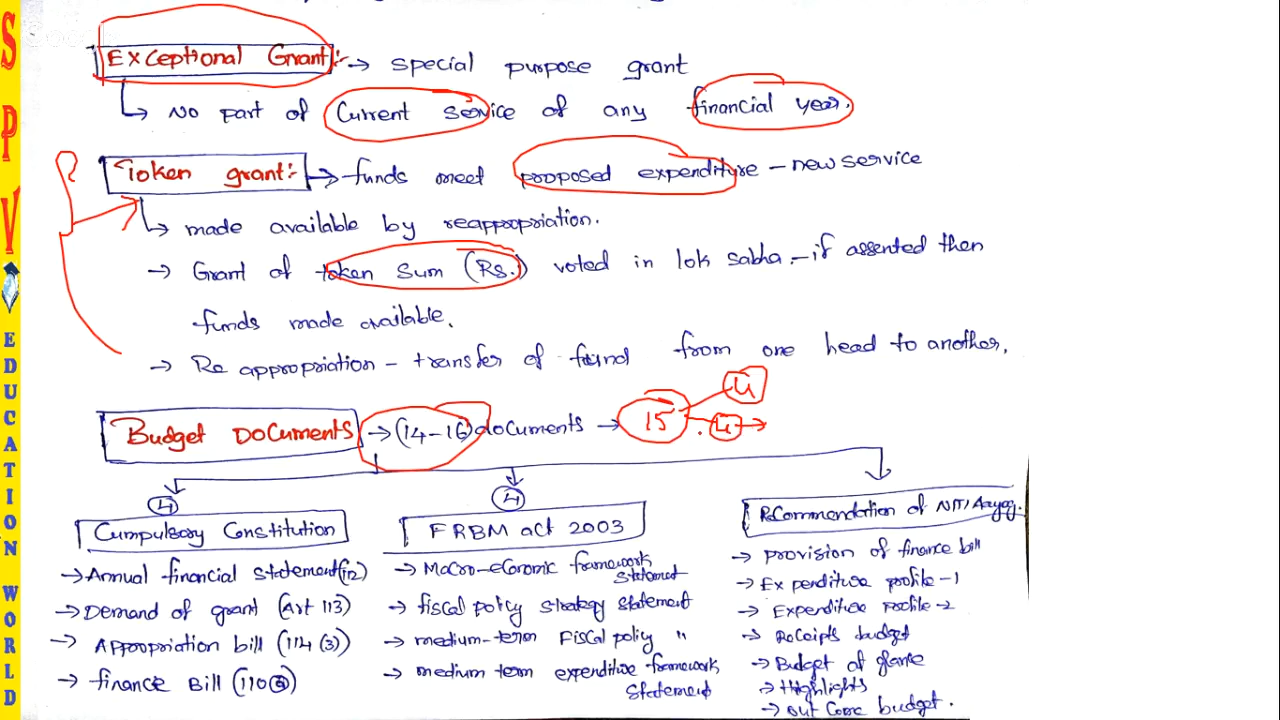 Exceptional Grant:- → special purpose grant
↳ No part of current service of any financial year.
Token grant:- → funds meet proposed expenditure - new service
↳ made available by reappropriation.
→ Grant of token sum (Rs.) voted in lok sabha - if assented then
funds made available.
→ Re appropriation - transfer of fund from one head to another.
Budget Documents → (14-16) documents → 15 4
4 →
4
4
Cumpulsory Constitution
→ Annual financial statement (112)
→ Demand of grant (Art 113)
→ Appropriation bill (114 (3))
→ finance Bill (110
FRBM act 2003
→ Macro-economic framework
statement
→ fiscal policy strategy statement
→ medium-term Fiscal policy "
→ medium term expenditure framework
statement
Recommendation of NITI Aayog.
→ provision of finance bill
→ Expenditure profile - 1
→ Expenditure Profile - 2
→ Receipts budget
→ Budget at glance
→ Highlights
→ out come budget.
SPV
EDUCATION WORLD